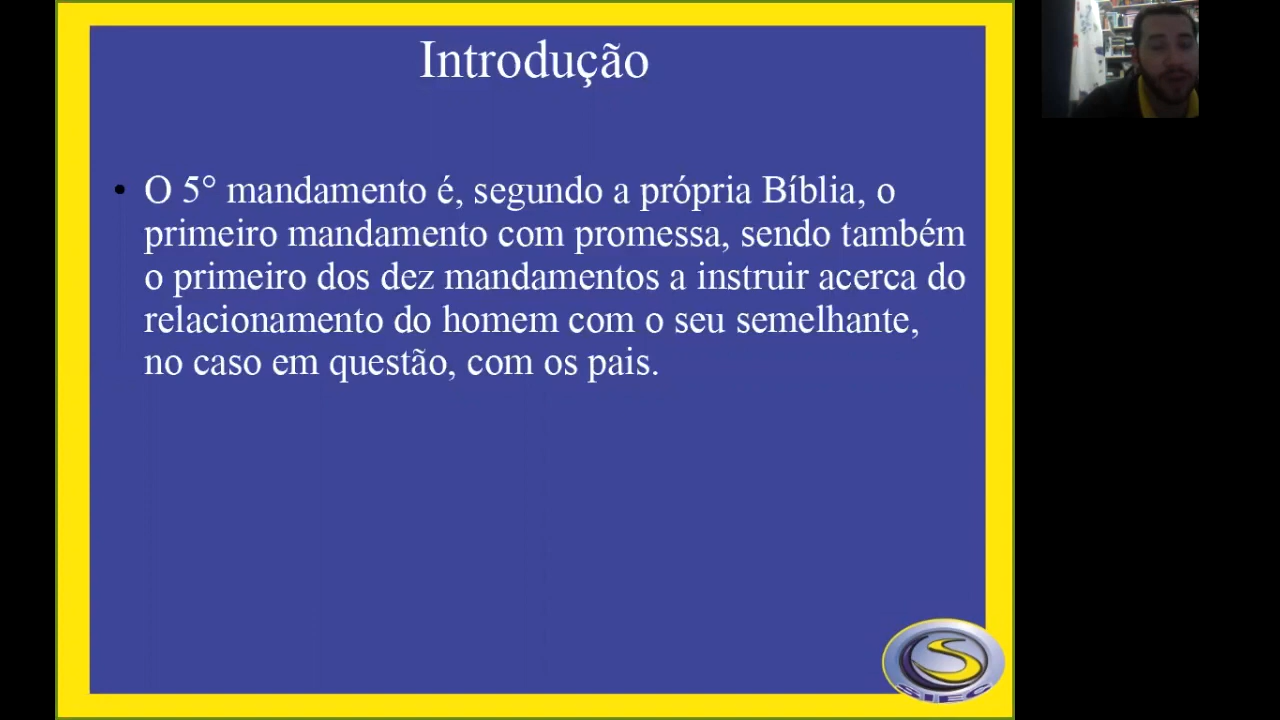 Introdução
• O 5° mandamento é, segundo a própria Bíblia, o
primeiro mandamento com promessa, sendo também
o primeiro dos dez mandamentos a instruir acerca do
relacionamento do homem com o seu semelhante,
no caso em questão, com os pais.